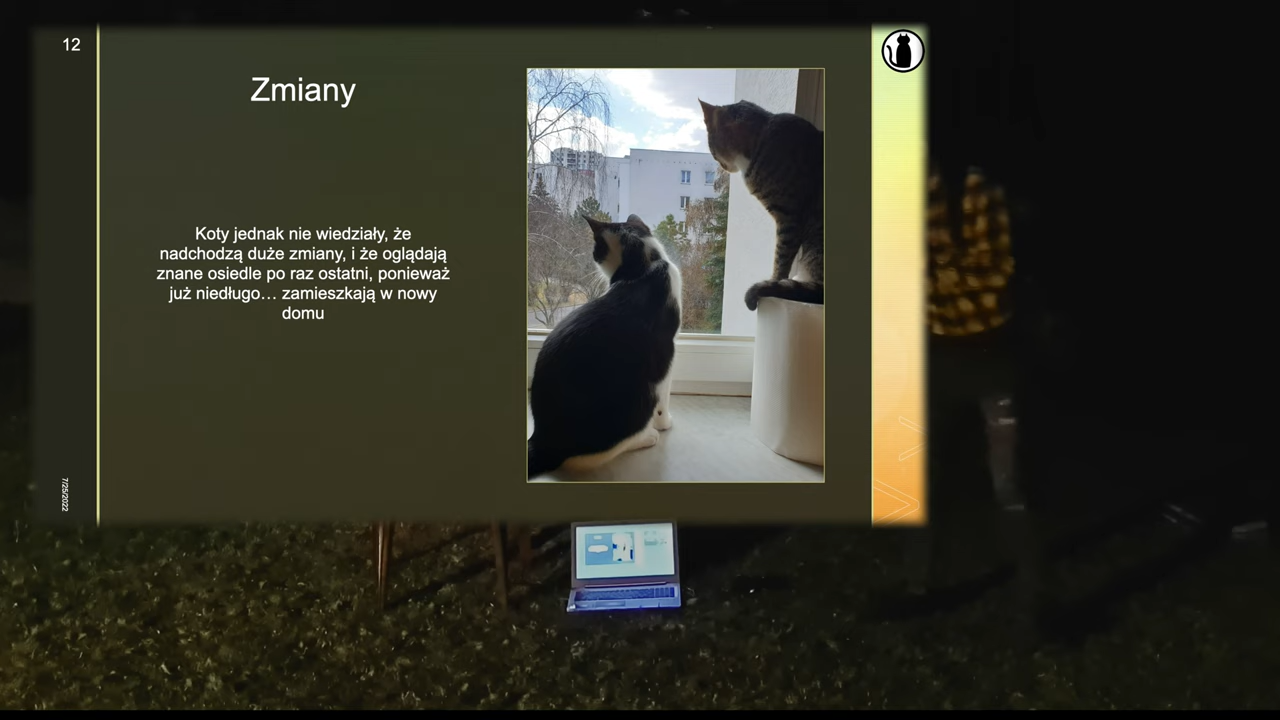 12
Zmiany
Koty jednak nie wiedziały, że
nadchodzą duże zmiany, i że oglądają
znane osiedle po raz ostatni, ponieważ
już niedługo… zamieszkają w nowy
domu
7/25/2022